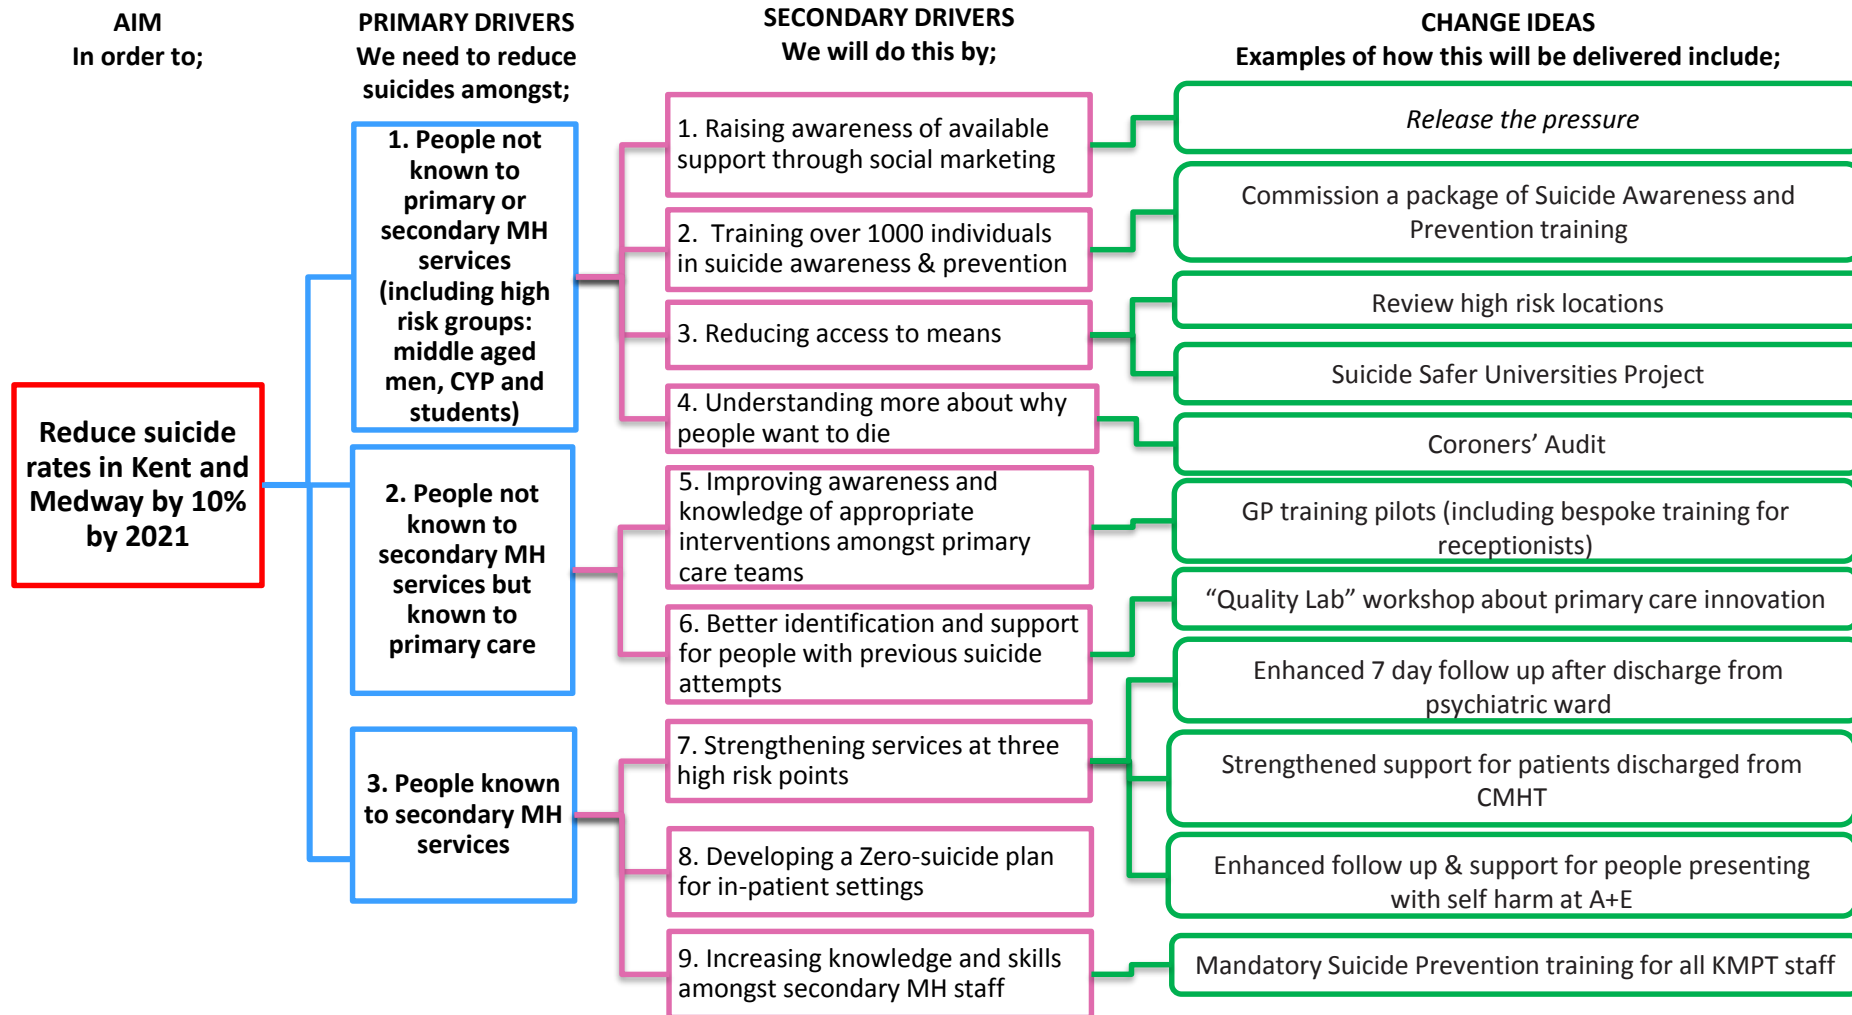 AIM
In order to;
PRIMARY DRIVERS
We need to reduce
suicides amongst;
SECONDARY DRIVERS
We will do this by;
CHANGE IDEAS
Examples of how this will be delivered include;
Reduce suicide
rates in Kent and
Medway by 10%
by 2021
1. People not
known to
primary or
secondary MH
services
(including high
risk groups:
middle aged
men, CYP and
students)
2. People not
known to
secondary MH
services but
known to
primary care
3. People known
to secondary MH
services
1. Raising awareness of available
support through social marketing
2.  Training over 1000 individuals
in suicide awareness & prevention
3. Reducing access to means
4. Understanding more about why
people want to die
5. Improving awareness and
knowledge of appropriate
interventions amongst primary
care teams
6. Better identification and support
for people with previous suicide
attempts
7. Strengthening services at three
high risk points
8. Developing a Zero-suicide plan
for in-patient settings
9. Increasing knowledge and skills
amongst secondary MH staff
Release the pressure
Commission a package of Suicide Awareness and
Prevention training
Review high risk locations
Suicide Safer Universities Project
Coroners’ Audit
GP training pilots (including bespoke training for
receptionists)
“Quality Lab” workshop about primary care innovation
Enhanced 7 day follow up after discharge from
psychiatric ward
Strengthened support for patients discharged from
CMHT
Enhanced follow up & support for people presenting
with self harm at A+E
Mandatory Suicide Prevention training for all KMPT staff